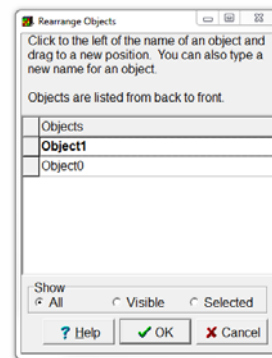 Rearrange Objects
Click to the left of the name of an object and
drag to a new position. You can also type a
new name for an object.
Objects are listed from back to front.
Objects
Object1
Object0
Show
All Visible Selected
? Help OK Cancel